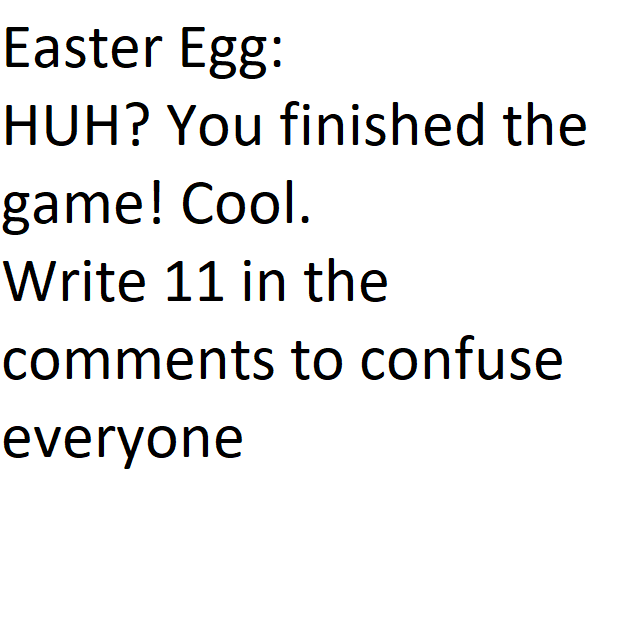 Easter Egg:
HUH? You finished the
game! Cool.
Write 11 in the
comments to confuse
everyone